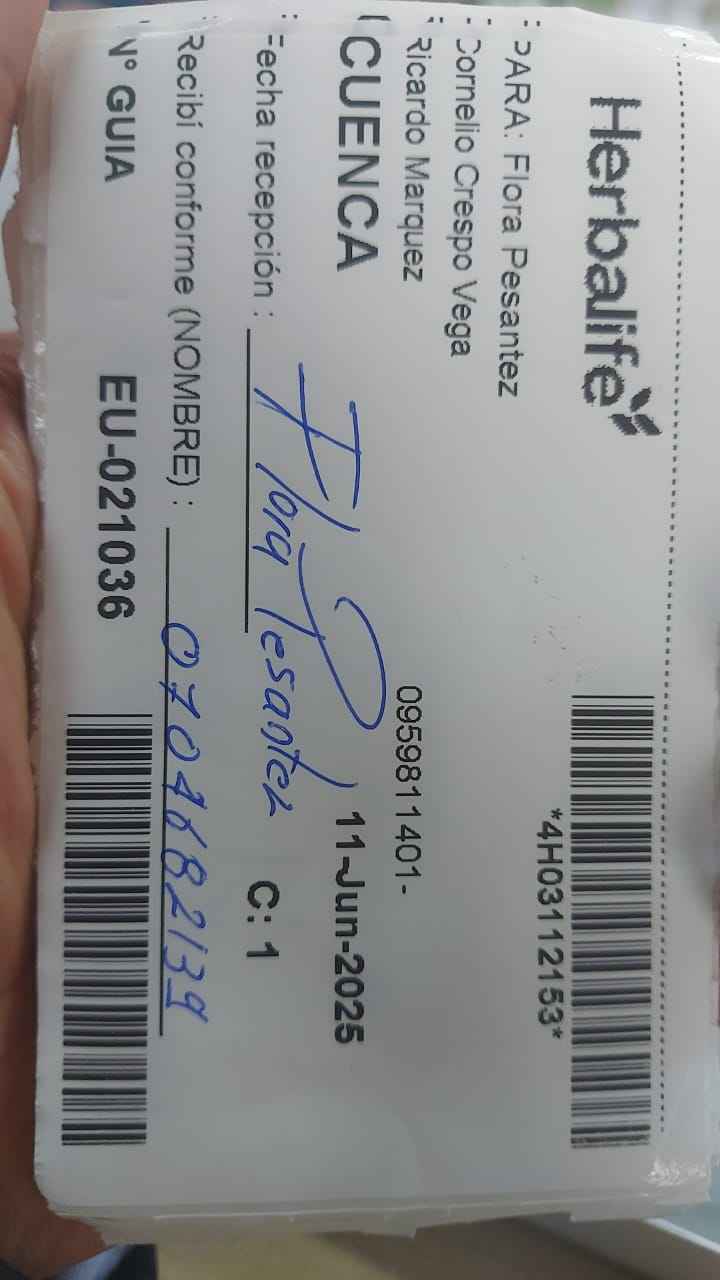 Herbalife
*4H03112153*
PARA: Flora Pesantez
Cornelio Crespo Vega
Ricardo Marquez
0959811401-
CUENCA
11-Jun-2025
Fecha recepción :
Flora Pesantez
C: 1
Recibí conforme (NOMBRE) :
0704682139
N° GUIA
EU-021036